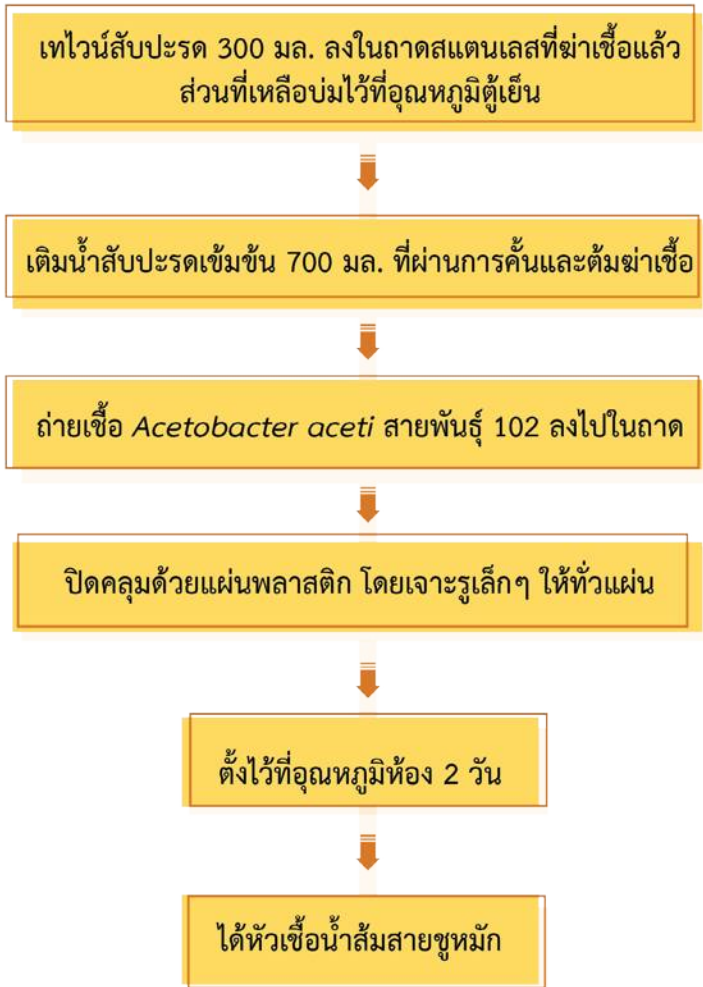 เทไวน์สับปะรด 300 มล. ลงในถาดสแตนเลสที่ฆ่าเชื้อแล้ว
ส่วนที่เหลือบ่มไว้ที่อุณหภูมิตู้เย็น
เติมน้ำสับปะรดเข้มข้น 700 มล. ที่ผ่านการคั้นและต้มฆ่าเชื้อ
ถ่ายเชื้อ Acetobacter aceti สายพันธุ์ 102 ลงไปในถาด
ปิดคลุมด้วยแผ่นพลาสติก โดยเจาะรูเล็กๆ ให้ทั่วแผ่น
ตั้งไว้ที่อุณหภูมิห้อง 2 วัน
ได้หัวเชื้อน้ำส้มสายชูหมัก